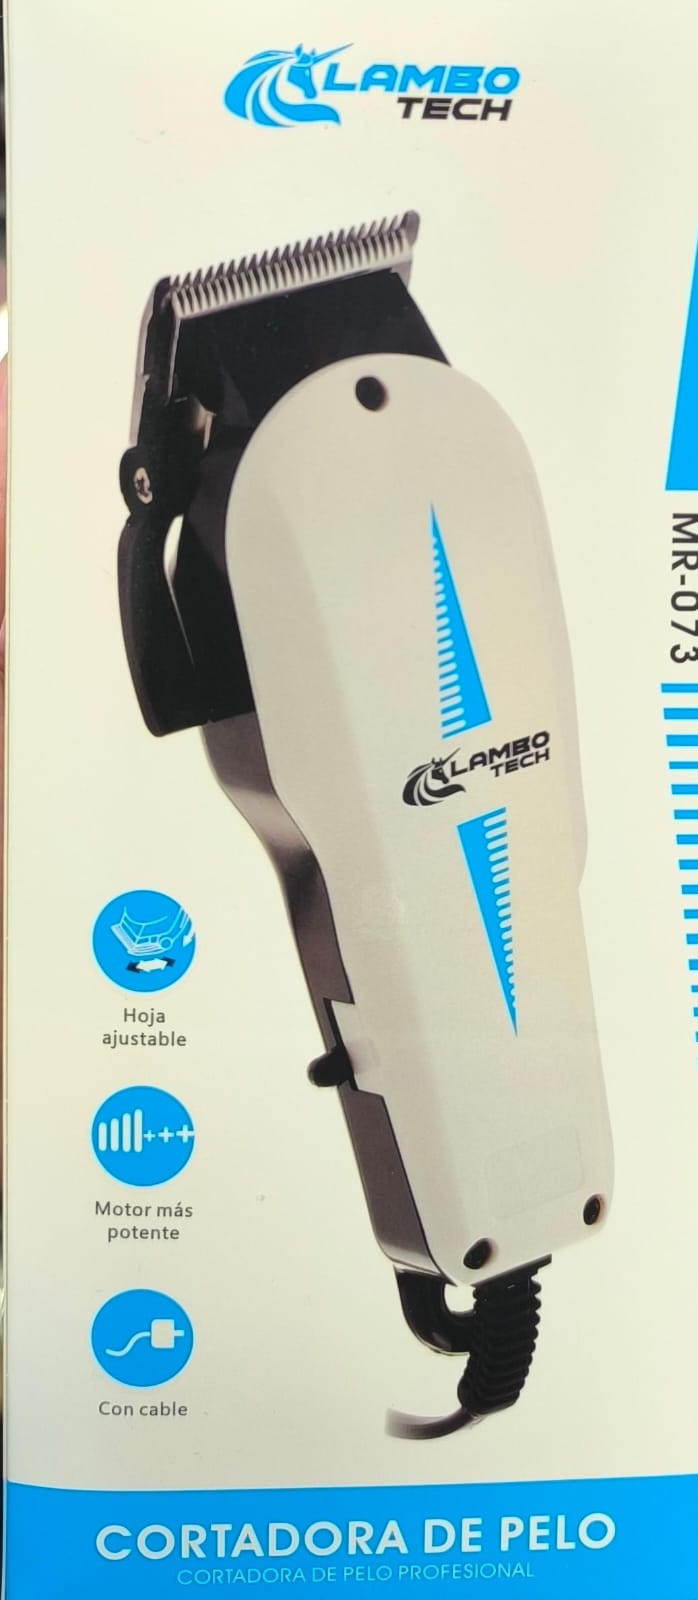 LAMBO
TECH
MR-073
LAMBO
TECH
Hoja
ajustable
Motor más
potente
Con cable
CORTADORA DE PELO
CORTADORA DE PELO PROFESIONAL